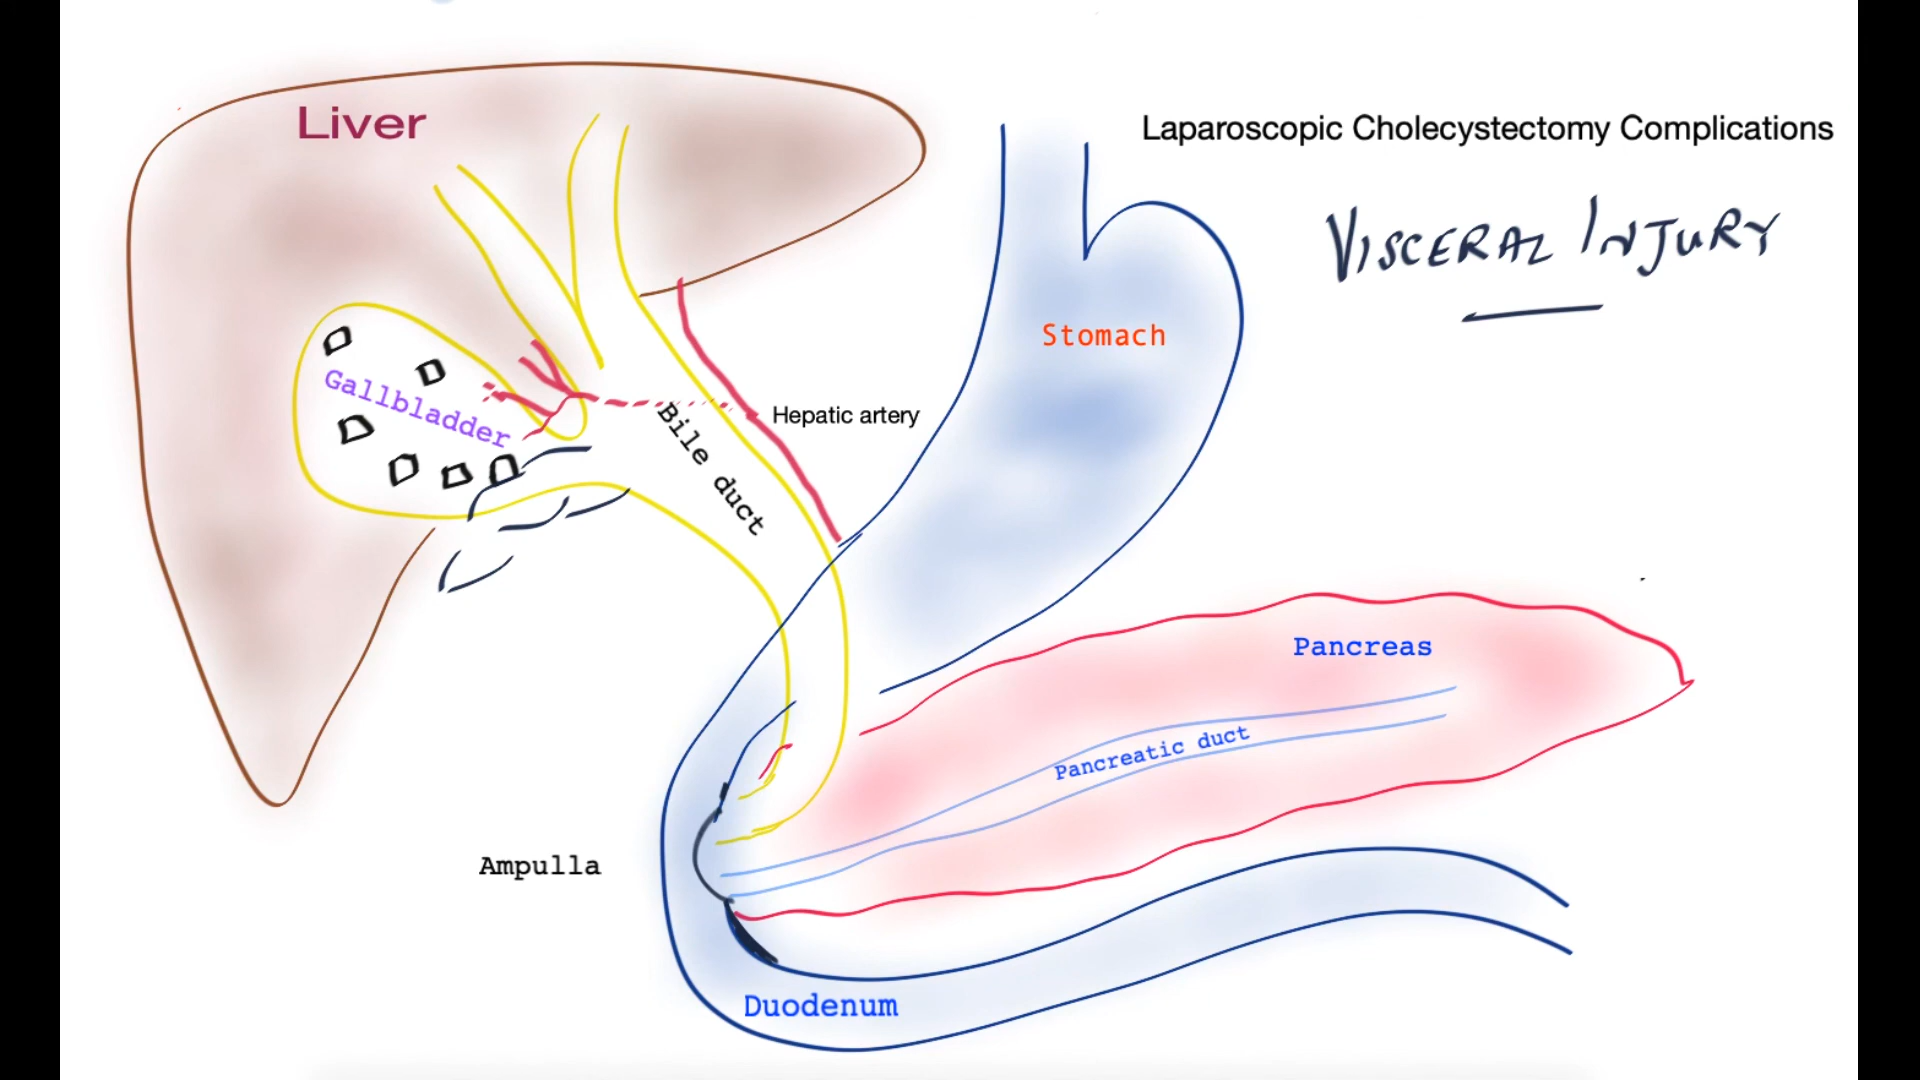 Liver
Laparoscopic Cholecystectomy Complications
VISCERAL INJURY
Stomach
Gallbladder
Hepatic artery
Bile duct
Pancreas
Pancreatic duct
Ampulla
Duodenum